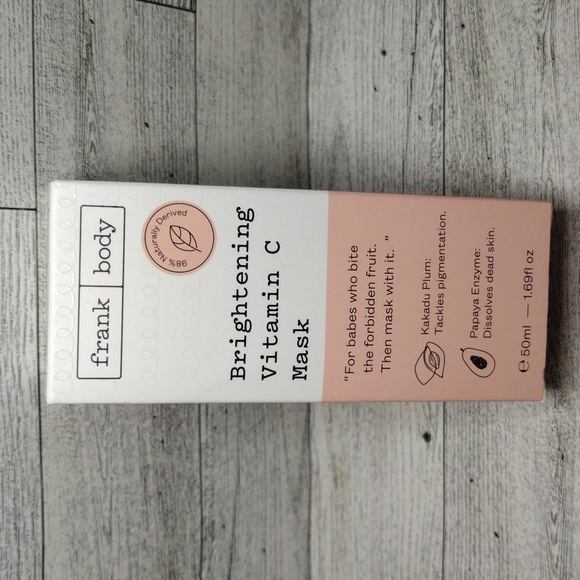 frank body
98% Naturally Derived
Brightening
Vitamin C
Mask
“For babes who bite
the forbidden fruit.
Then mask with it. ”
Kakadu Plum:
Tackles pigmentation.
Papaya Enzyme:
Dissolves dead skin.
℮ 50ml — 1.69fl oz